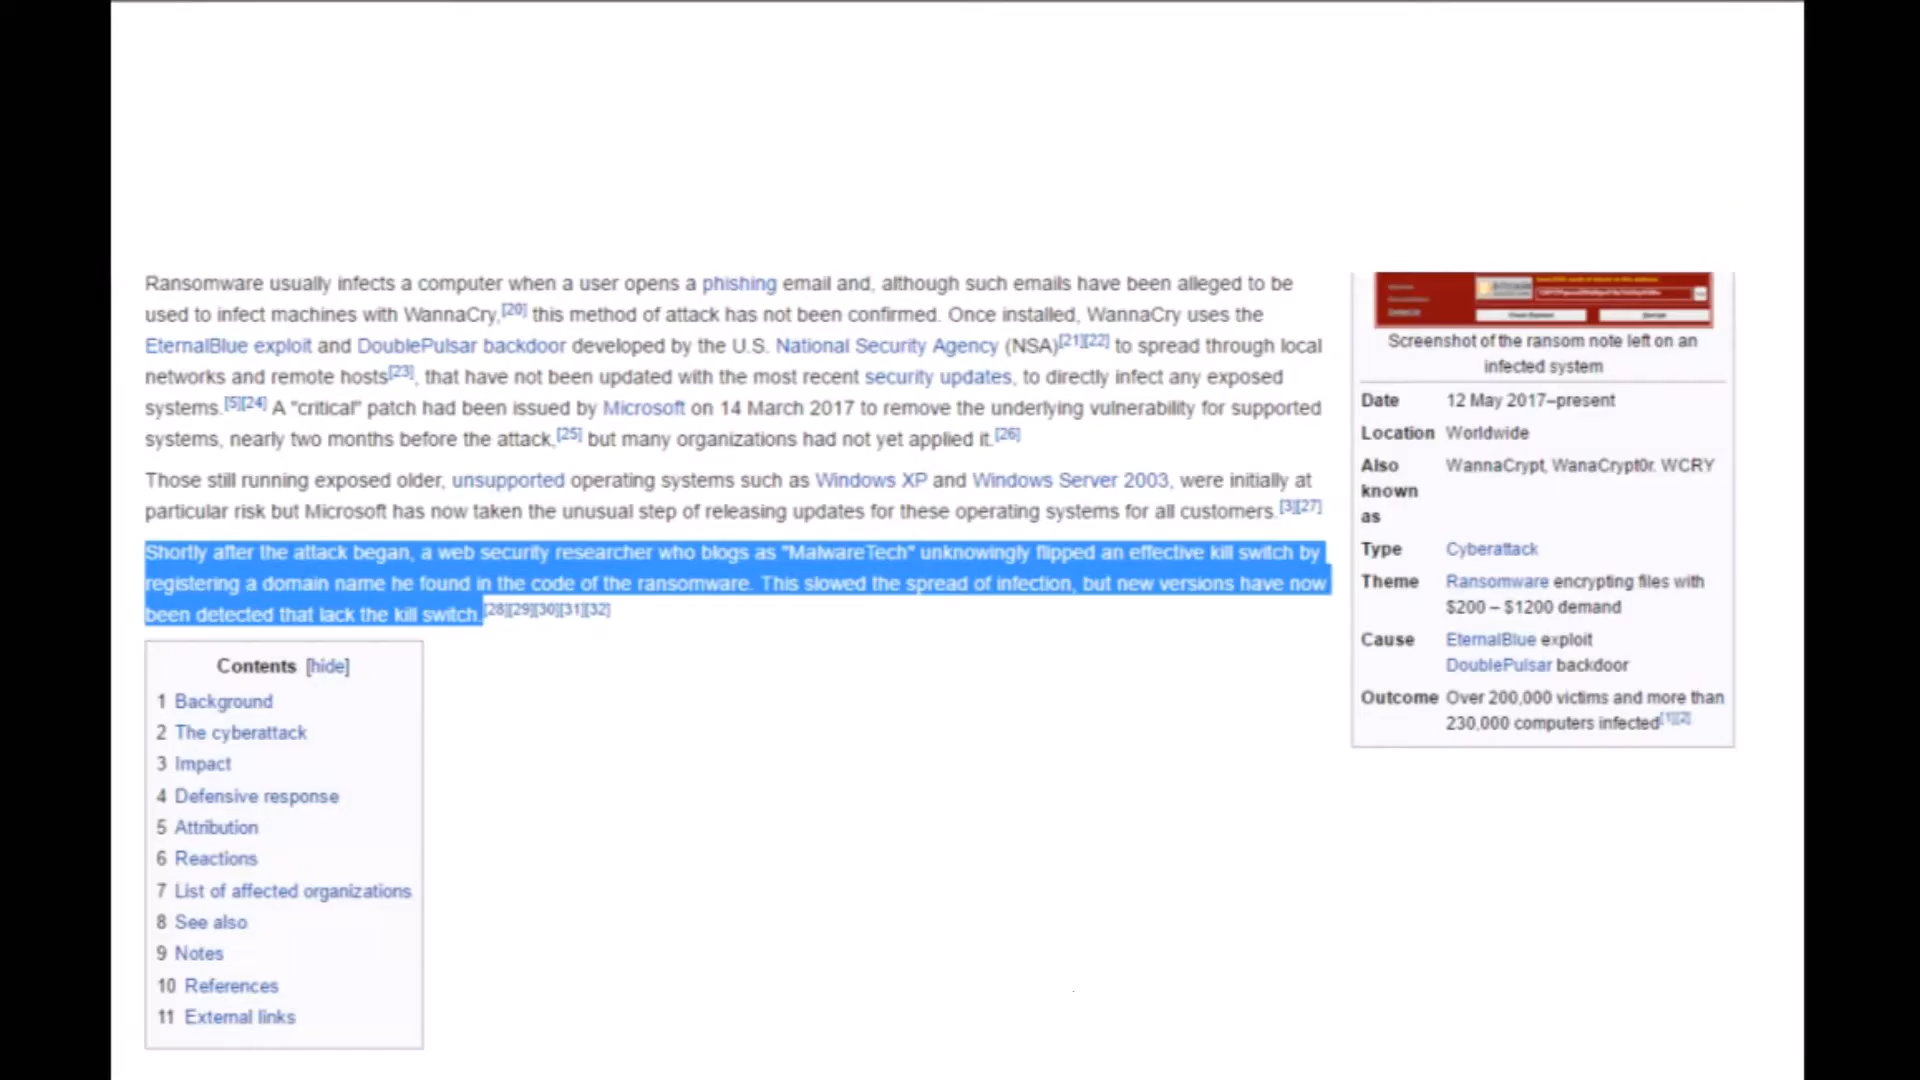 Ransomware usually infects a computer when a user opens a phishing email and, although such emails have been alleged to be
used to infect machines with WannaCry,[20] this method of attack has not been confirmed. Once installed, WannaCry uses the
EternalBlue exploit and DoublePulsar backdoor developed by the U.S. National Security Agency (NSA)[21][22] to spread through local
networks and remote hosts[23], that have not been updated with the most recent security updates, to directly infect any exposed
systems.[5][24] A "critical" patch had been issued by Microsoft on 14 March 2017 to remove the underlying vulnerability for supported
systems, nearly two months before the attack,[25] but many organizations had not yet applied it.[26]
Those still running exposed older, unsupported operating systems such as Windows XP and Windows Server 2003, were initially at
particular risk but Microsoft has now taken the unusual step of releasing updates for these operating systems for all customers.[3][27]
Shortly after the attack began, a web security researcher who blogs as "MalwareTech" unknowingly flipped an effective kill switch by
registering a domain name he found in the code of the ransomware. This slowed the spread of infection, but new versions have now
been detected that lack the kill switch.[28][29][30][31][32]
Contents [hide]
1 Background
2 The cyberattack
3 Impact
4 Defensive response
5 Attribution
6 Reactions
7 List of affected organizations
8 See also
9 Notes
10 References
11 External links
Screenshot of the ransom note left on an
infected system
Date 12 May 2017–present
Location Worldwide
Also WannaCrypt, WanaCrypt0r. WCRY
known
as
Type Cyberattack
Theme Ransomware encrypting files with
$200 – $1200 demand
Cause EternalBlue exploit
DoublePulsar backdoor
Outcome Over 200,000 victims and more than
230,000 computers infected[1][2]